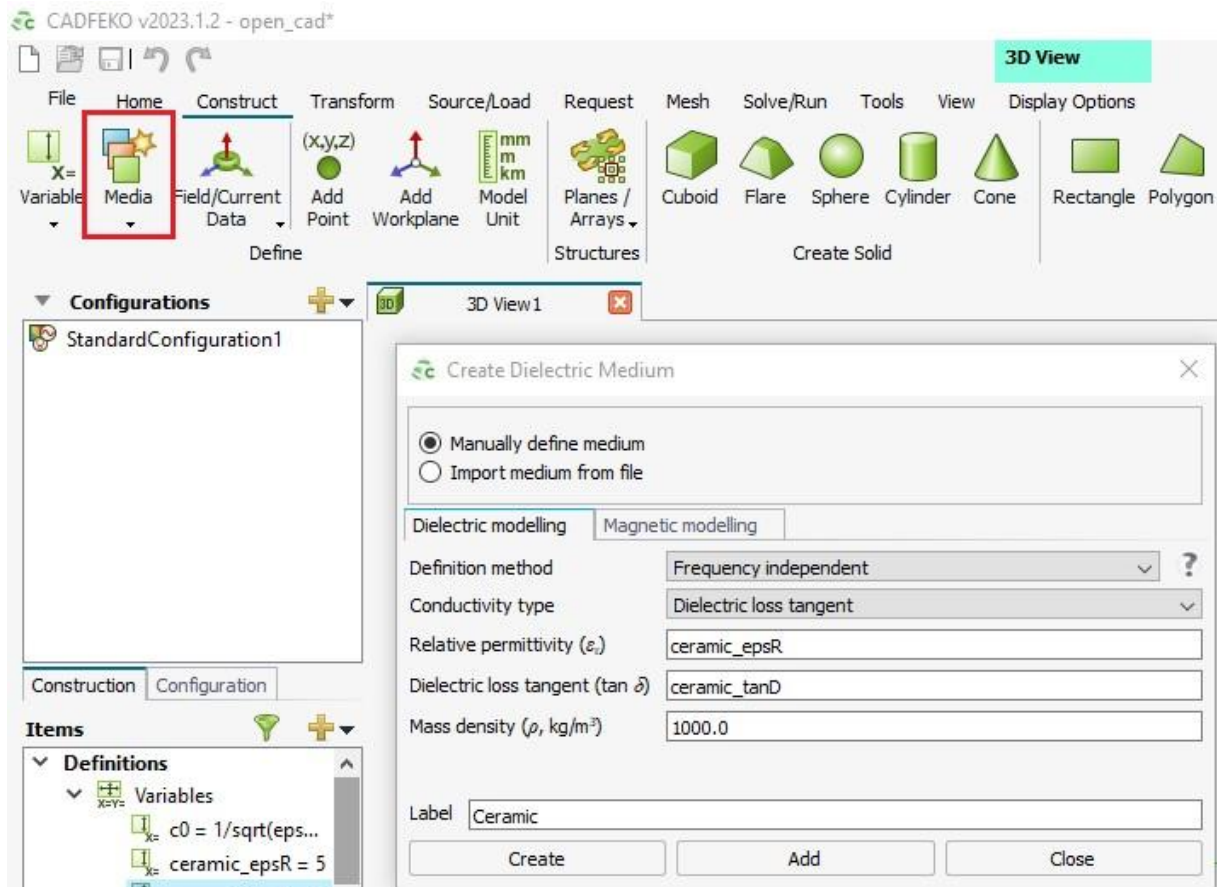 CADFEKO v2023.1.2 - open_cad*
3D View
File Home Construct Transform Source/Load Request Mesh Solve/Run Tools View Display Options
X=
(x,y,z)
mm
m
km
Variable Media Field/Current Data Add Point Add Workplane Model Unit Planes / Arrays Cuboid Flare Sphere Cylinder Cone Rectangle Polygon
Define Structures Create Solid
Configurations
3D
3D View1
StandardConfiguration1
Create Dielectric Medium
Manually define medium
Import medium from file
Dielectric modelling Magnetic modelling
Definition method Frequency independent ?
Conductivity type Dielectric loss tangent
Relative permittivity (εᵣ) ceramic_epsR
Construction Configuration
Dielectric loss tangent (tan δ) ceramic_tanD
Items
Mass density (ρ, kg/m³) 1000.0
Definitions
X=Y= Variables
X= c0 = 1/sqrt(eps...
Label Ceramic
X= ceramic_epsR = 5
Create Add Close